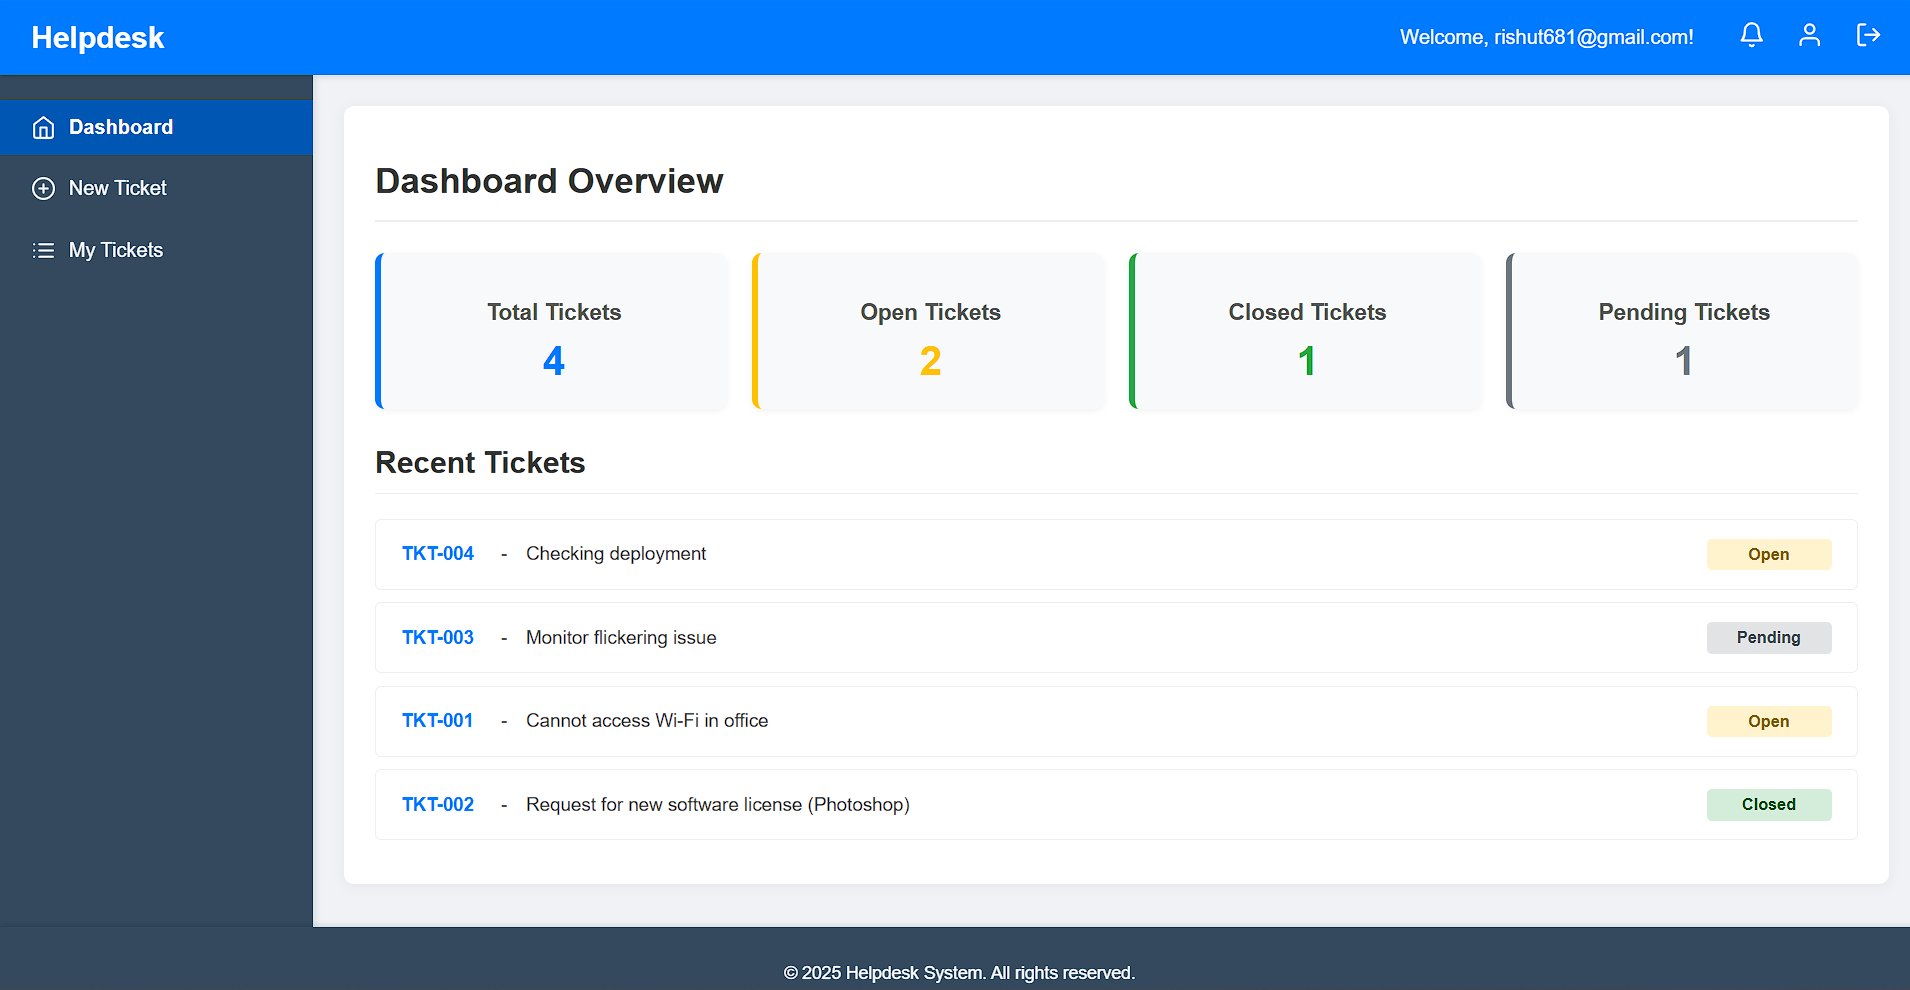 Helpdesk
Welcome, rishut681@gmail.com!
Dashboard
New Ticket
My Tickets
Dashboard Overview
Total Tickets
4
Open Tickets
2
Closed Tickets
1
Pending Tickets
1
Recent Tickets
TKT-004 - Checking deployment Open
TKT-003 - Monitor flickering issue Pending
TKT-001 - Cannot access Wi-Fi in office Open
TKT-002 - Request for new software license (Photoshop) Closed
© 2025 Helpdesk System. All rights reserved.